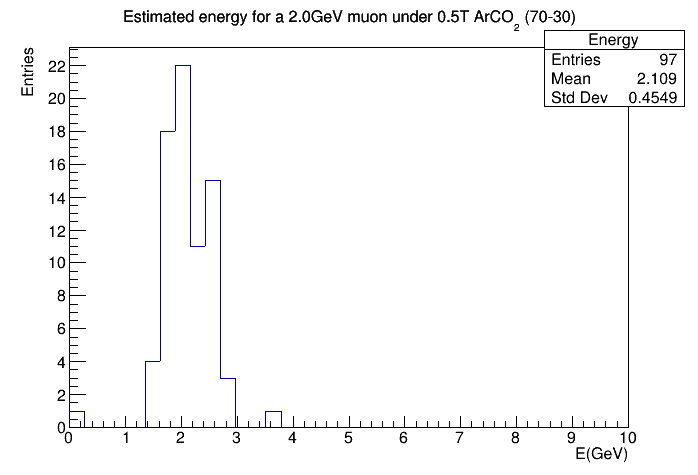 Estimated energy for a 2.0GeV muon under 0.5T ArCO2 (70-30)
Energy
Entries 97
Mean 2.109
Std Dev 0.4549
Entries
22
20
18
16
14
12
10
8
6
4
2
0
0 1 2 3 4 5 6 7 8 9 10
E(GeV)